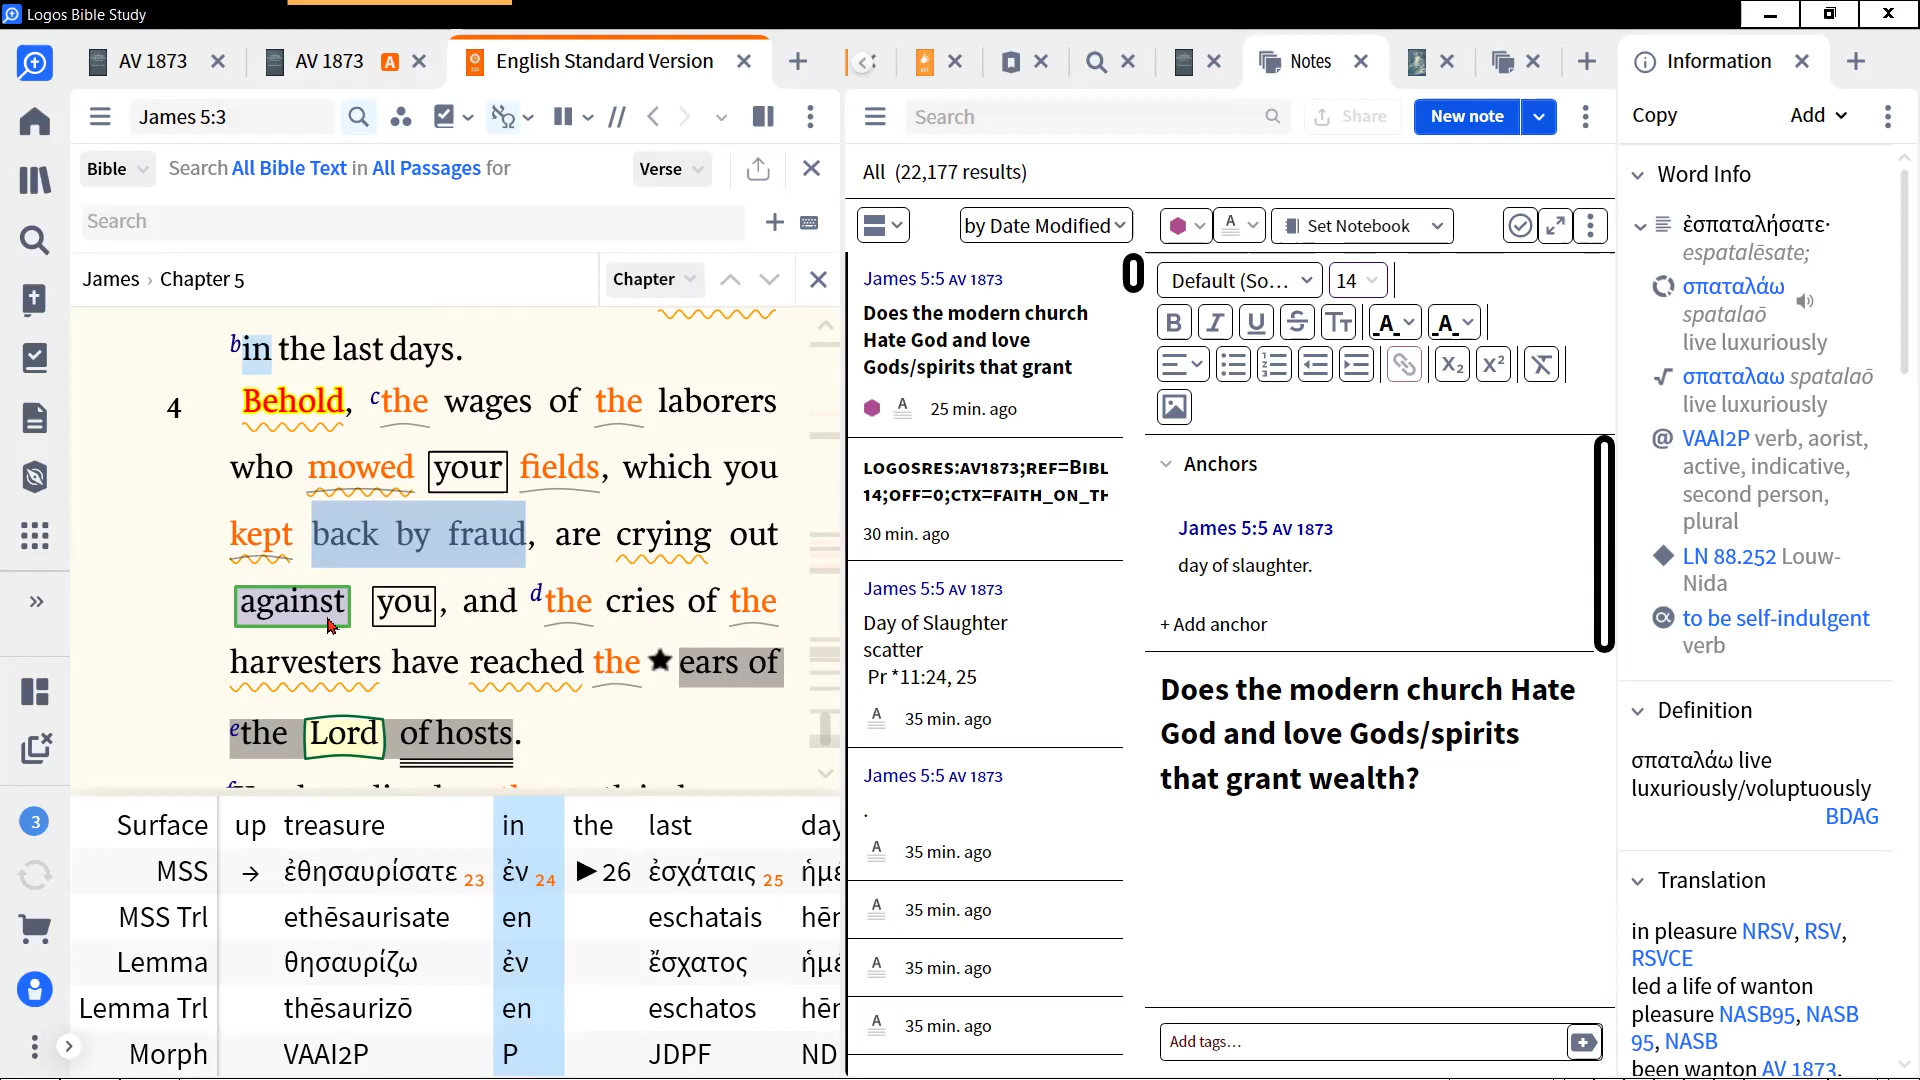 Logos Bible Study
AV 1873
AV 1873 A
English Standard Version
Notes
Information
James 5:3
Search
Share
New note
Copy
Add
Bible
Search All Bible Text in All Passages for
Verse
Search
James › Chapter 5
Chapter
b in the last days.
4 Behold, c the wages of the laborers
who mowed your fields, which you
kept back by fraud, are crying out
against you, and d the cries of the
harvesters have reached the ★ ears of
e the Lord of hosts.
Surface up treasure in the last day
MSS → ἐθησαυρίσατε 23 ἐν 24 ▶ 26 ἐσχάταις 25 ἡμέ
MSS Trl ethēsaurisate en eschatais hēr
Lemma θησαυρίζω ἐν ἔσχατος ἡμέ
Lemma Trl thēsaurizō en eschatos hēr
Morph VAAI2P P JDPF ND
3
All (22,177 results)
by Date Modified
Set Notebook
James 5:5 AV 1873
Does the modern church
Hate God and love
Gods/spirits that grant
25 min. ago
LOGOSRES:AV1873;REF=BIBL
14;OFF=0;CTX=FAITH_ON_TH
30 min. ago
James 5:5 AV 1873
Day of Slaughter
scatter
Pr *11:24, 25
35 min. ago
James 5:5 AV 1873
.
35 min. ago
35 min. ago
35 min. ago
35 min. ago
Default (So... 14
B I U S Tт A A
X₂ X²
Anchors
James 5:5 AV 1873
day of slaughter.
+ Add anchor
Does the modern church Hate
God and love Gods/spirits
that grant wealth?
Add tags…
Word Info
ἐσπαταλήσατε·
espatalēsate;
σπαταλάω
spatalaō
live luxuriously
σπαταλαω spatalaō
live luxuriously
VAAI2P verb, aorist,
active, indicative,
second person,
plural
LN 88.252 Louw-
Nida
to be self-indulgent
verb
Definition
σπαταλάω live
luxuriously/voluptuously
BDAG
Translation
in pleasure NRSV, RSV,
RSVCE
led a life of wanton
pleasure NASB95, NASB
95, NASB
been wanton AV 1873,